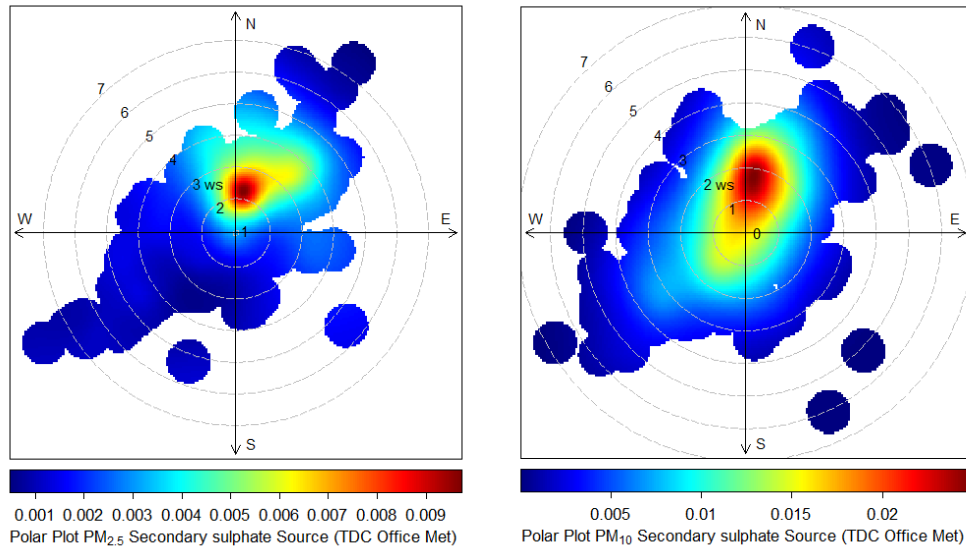 N
7
6
5
4
3 ws
2
W
E
1
S
0.001 0.002 0.003 0.004 0.005 0.006 0.007 0.008 0.009
Polar Plot PM2.5 Secondary sulphate Source (TDC Office Met)
N
7
6
5
4
3
2 ws
1
W
E
0
S
0.005 0.01 0.015 0.02
Polar Plot PM10 Secondary sulphate Source (TDC Office Met)